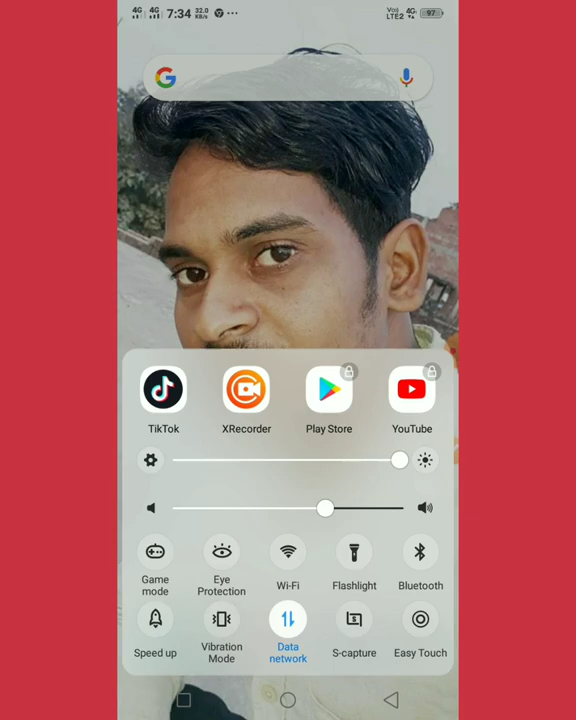 4G 4G 7:34 32.0 KB/s ...
Vo) LTE2 4G 97
G
TikTok XRecorder Play Store YouTube
Game mode Eye Protection Wi-Fi Flashlight Bluetooth
Speed up Vibration Mode Data network S-capture Easy Touch